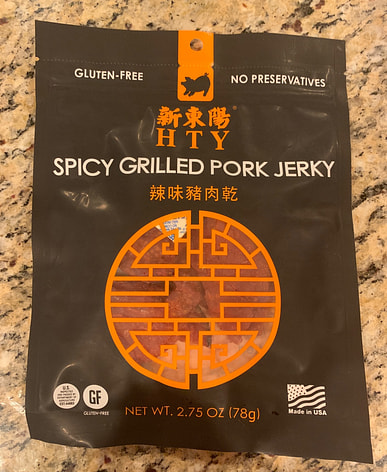 GLUTEN-FREE
NO PRESERVATIVES
新東陽®
HTY
SPICY GRILLED PORK JERKY
辣味豬肉乾
U.S.
GF
GLUTEN-FREE
Made in USA
NET WT. 2.75 OZ (78g)